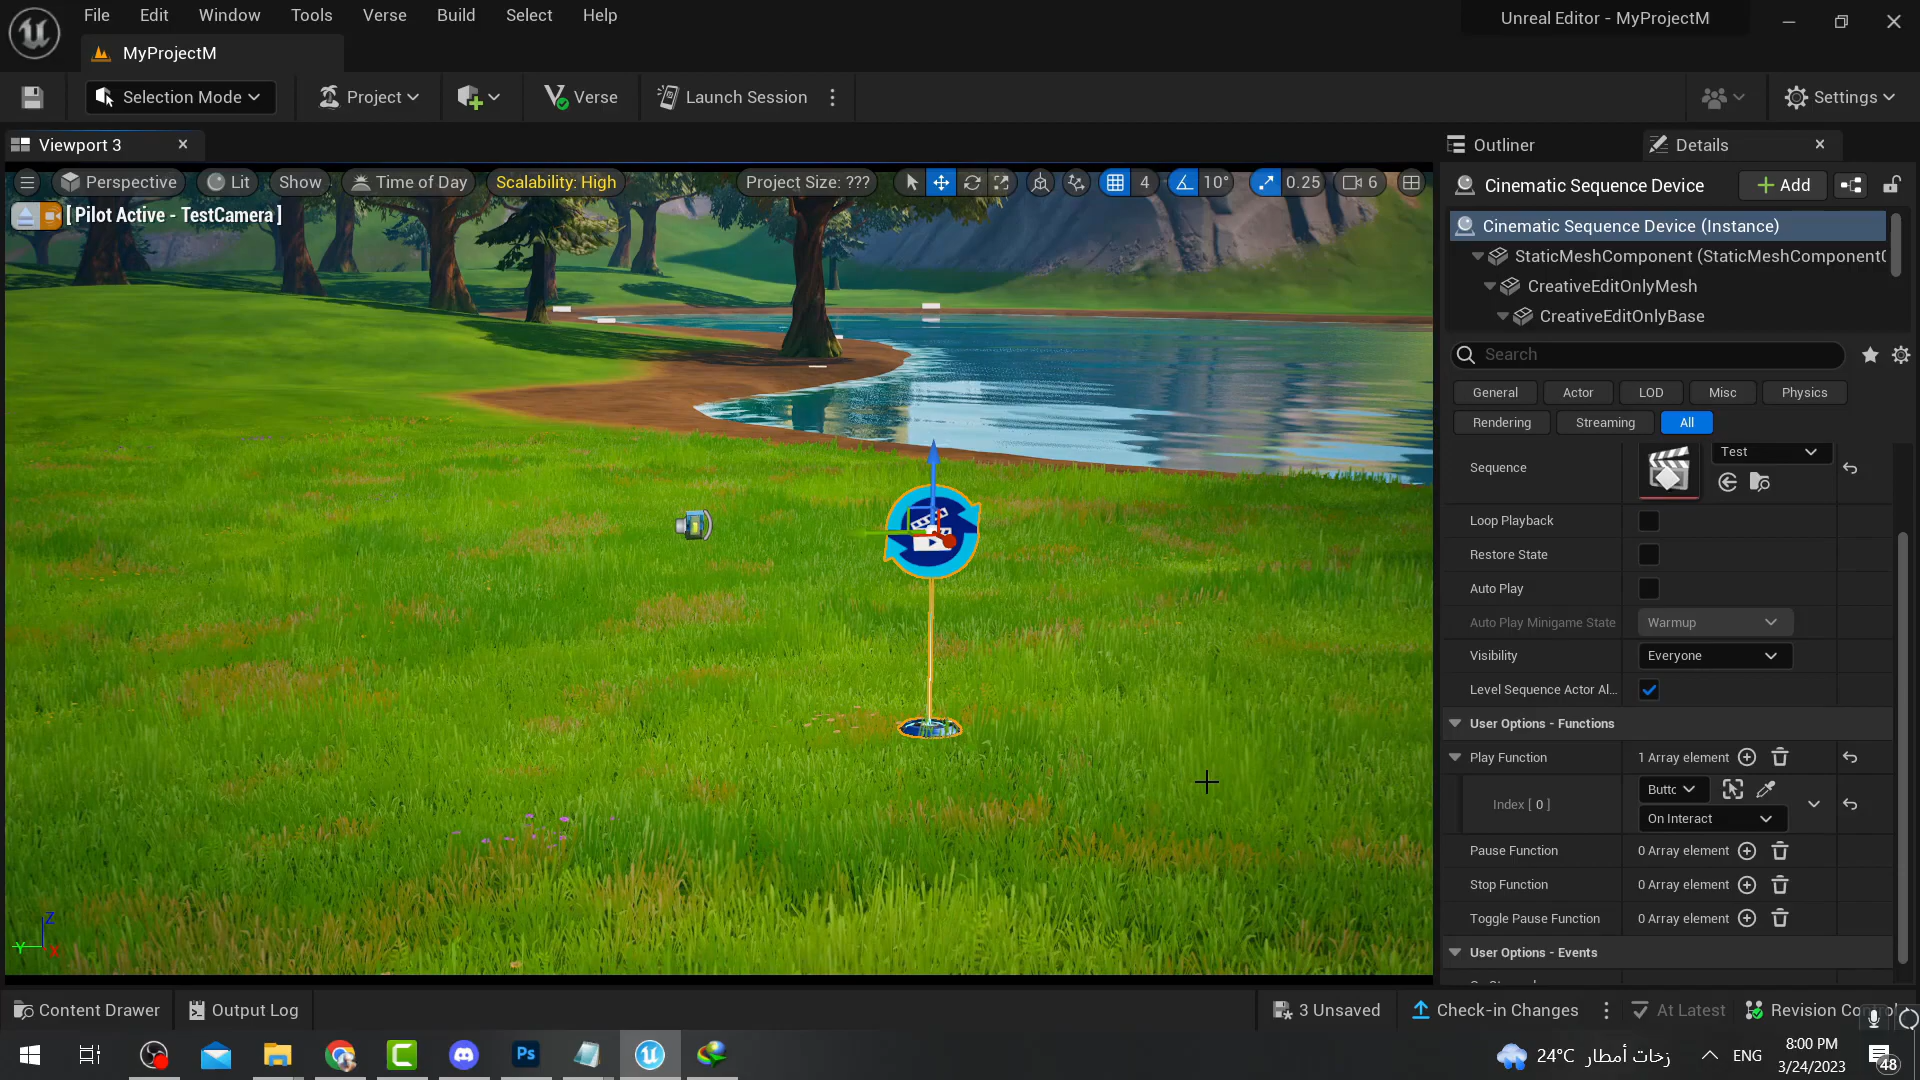 File Edit Window Tools Verse Build Select Help
Unreal Editor - MyProjectM
MyProjectM
Selection Mode Project Verse Launch Session Settings
Viewport 3
Outliner Details
Perspective Lit Show Time of Day Scalability: High Project Size: ??? 4 10° 0.25 6
[ Pilot Active - TestCamera ]
Cinematic Sequence Device Add
Cinematic Sequence Device (Instance)
StaticMeshComponent (StaticMeshComponent
CreativeEditOnlyMesh
CreativeEditOnlyBase
Search
General Actor LOD Misc Physics
Rendering Streaming All
Sequence Test
Loop Playback
Restore State
Auto Play
Auto Play Minigame State Warmup
Visibility Everyone
Level Sequence Actor Al...
User Options - Functions
Play Function 1 Array element
Index [ 0 ] Buttc
On Interact
Pause Function 0 Array element
Stop Function 0 Array element
Toggle Pause Function 0 Array element
User Options - Events
Z
Y
X
Content Drawer Output Log 3 Unsaved Check-in Changes At Latest Revision Co
Ps
24°C زخات أمطار ENG 8:00 PM
3/24/2023
48